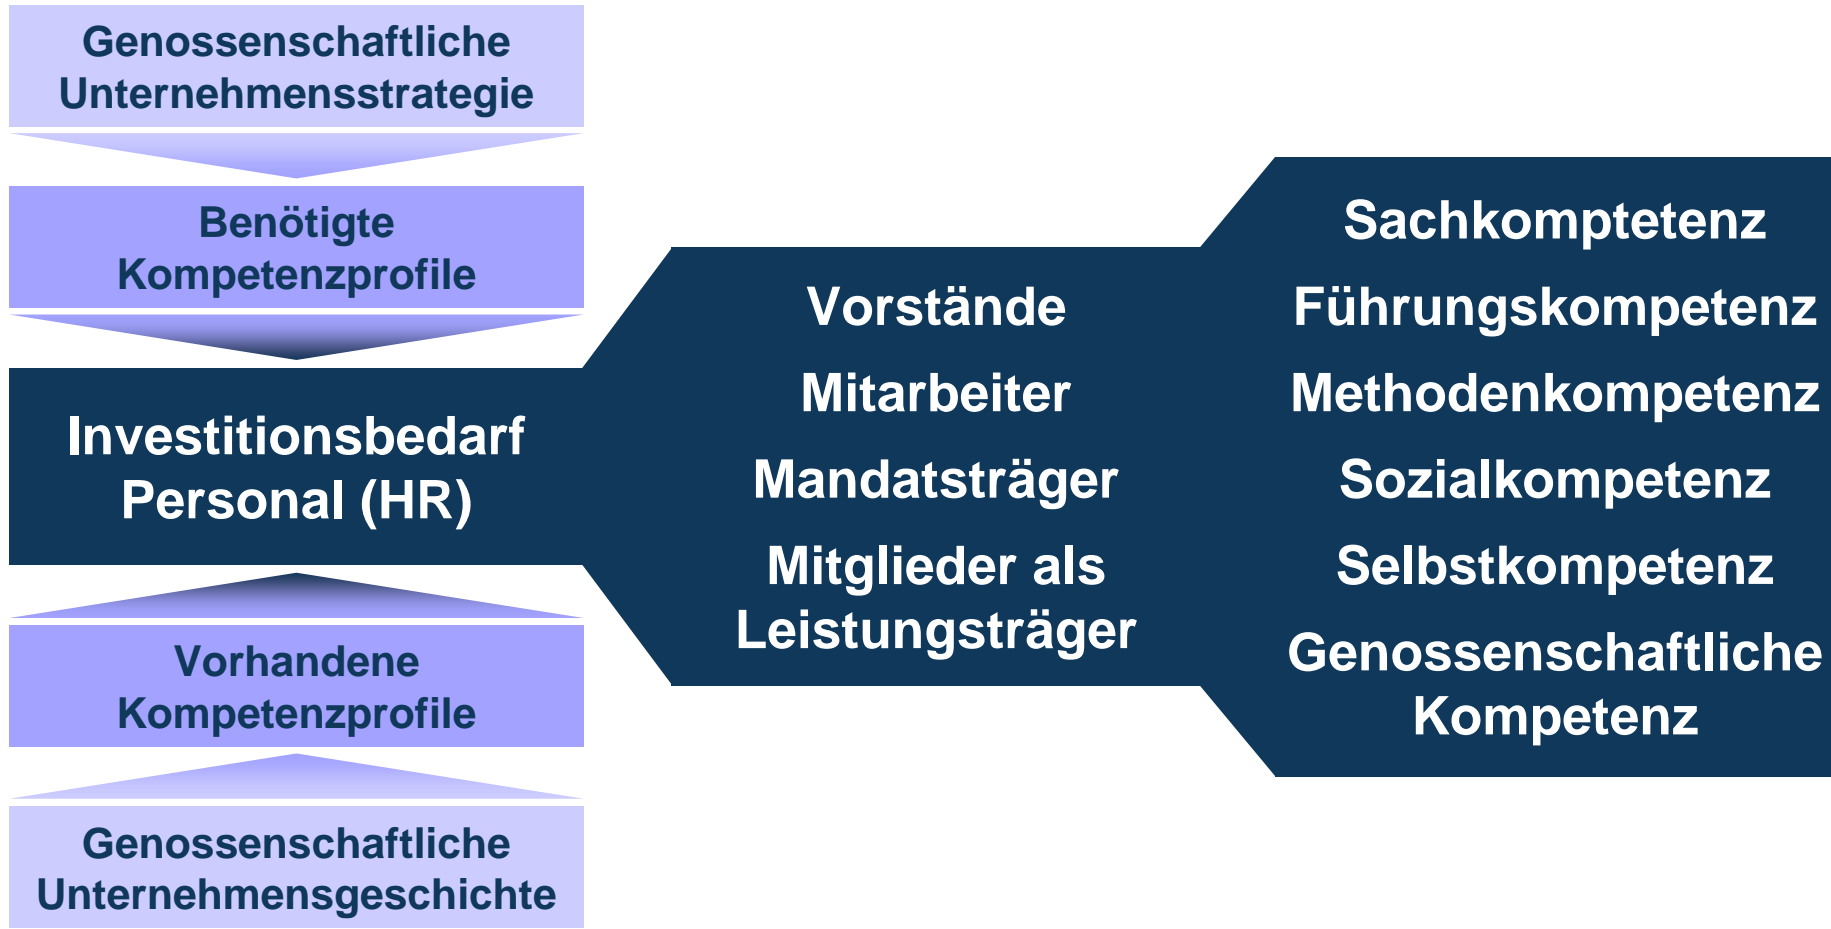 Genossenschaftliche
Unternehmensstrategie
Benötigte
Kompetenzprofile
Investitionsbedarf
Personal (HR)
Vorhandene
Kompetenzprofile
Genossenschaftliche
Unternehmensgeschichte
Vorstände
Mitarbeiter
Mandatsträger
Mitglieder als
Leistungsträger
Sachkomptetenz
Führungskompetenz
Methodenkompetenz
Sozialkompetenz
Selbstkompetenz
Genossenschaftliche
Kompetenz